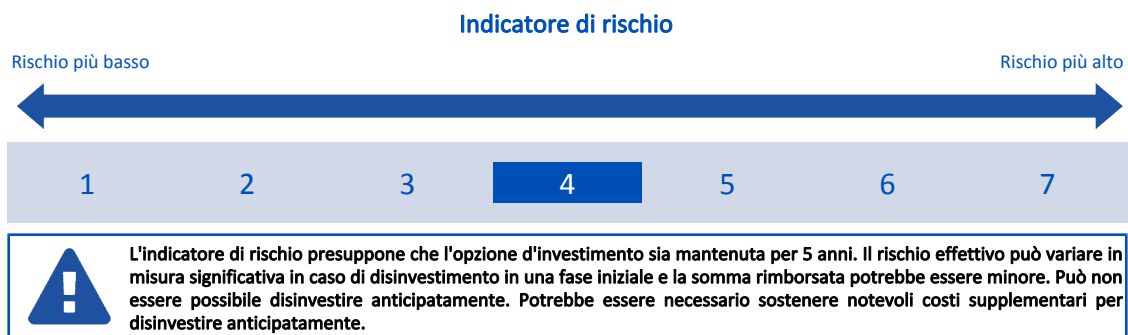 Indicatore di rischio
Rischio più basso
Rischio più alto
1 2 3 4 5 6 7
L'indicatore di rischio presuppone che l'opzione d'investimento sia mantenuta per 5 anni. Il rischio effettivo può variare in
misura significativa in caso di disinvestimento in una fase iniziale e la somma rimborsata potrebbe essere minore. Può non
essere possibile disinvestire anticipatamente. Potrebbe essere necessario sostenere notevoli costi supplementari per
disinvestire anticipatamente.